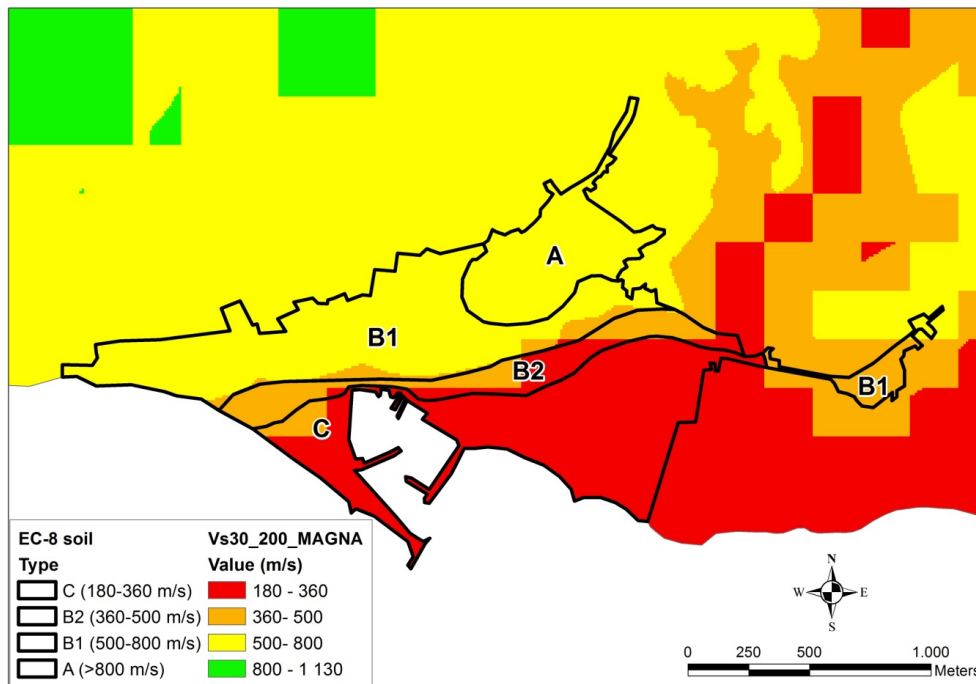 A
B1
B2
B1
C
EC-8 soil
Type
C (180-360 m/s)
B2 (360-500 m/s)
B1 (500-800 m/s)
A (>800 m/s)
Vs30_200_MAGNA
Value (m/s)
180 - 360
360- 500
500- 800
800 - 1 130
N
W E
S
0 250 500 1.000
Meters